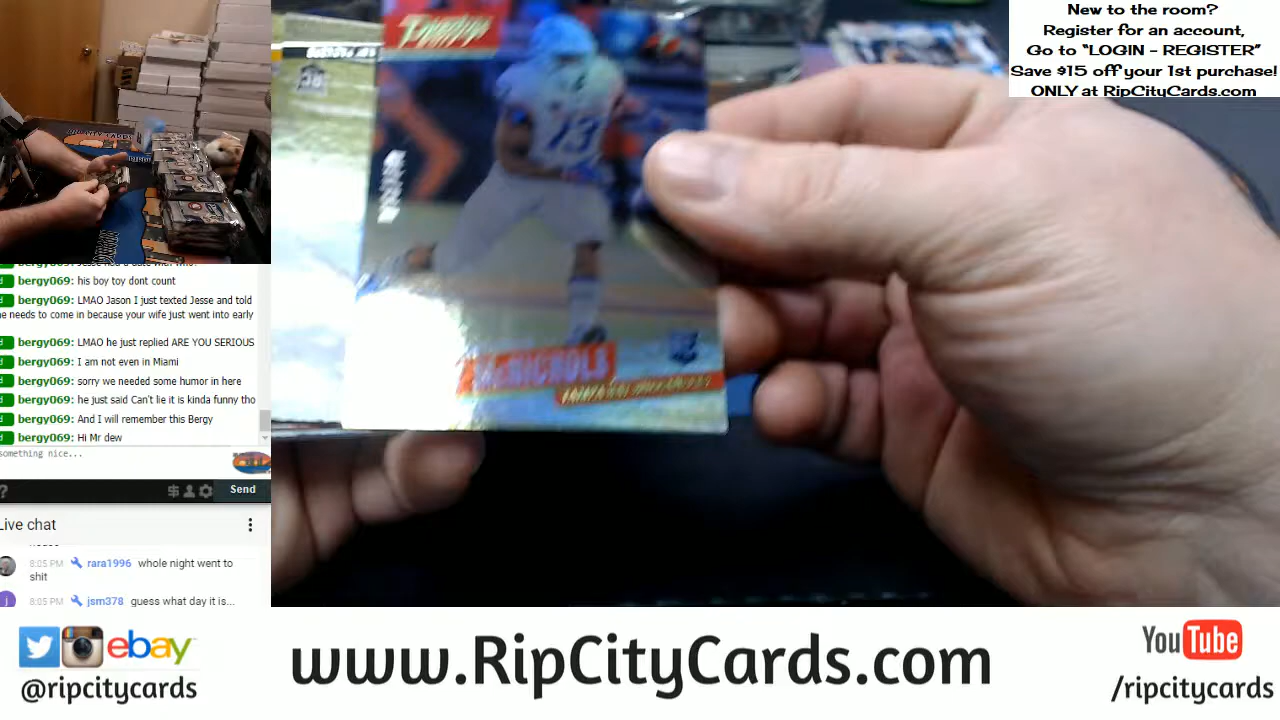 New to the room?
Register for an account,
Go to “LOGIN - REGISTER”
Save $15 off your 1st purchase!
ONLY at RipCityCards.com
RIP CITY CARDS
Prestige
13
McNICHOLS
bergy069: his boy toy dont count
bergy069: LMAO Jason I just texted Jesse and told
e needs to come in because your wife just went into early
bergy069: LMAO he just replied ARE YOU SERIOUS
bergy069: I am not even in Miami
bergy069: sorry we needed some humor in here
bergy069: he just said Can't lie it is kinda funny tho
bergy069: And I will remember this Bergy
bergy069: Hi Mr dew
something nice...
Send
Live chat
8:05 PM rara1996 whole night went to
shit
8:05 PM jsm378 guess what day it is...
ebay
@ripcitycards
www.RipCityCards.com
YouTube
/ripcitycards